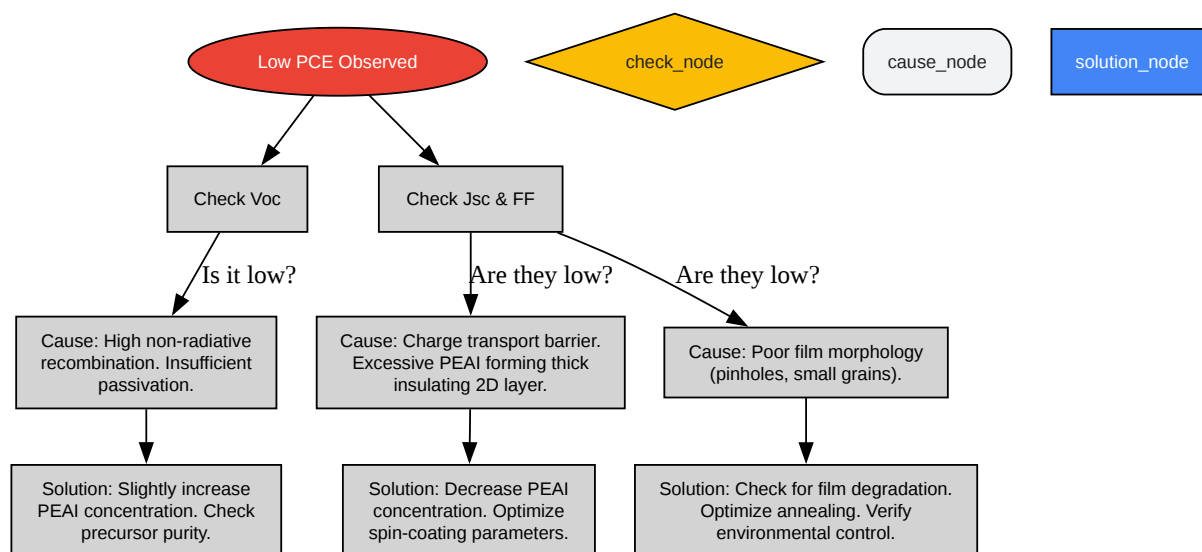 Low PCE Observed
check_node
cause_node
solution_node
Check Voc
Check Jsc & FF
Is it low?
Are they low?
Are they low?
Cause: High non-radiative
recombination. Insufficient
passivation.
Cause: Charge transport barrier.
Excessive PEAI forming thick
insulating 2D layer.
Cause: Poor film morphology
(pinholes, small grains).
Solution: Slightly increase
PEAI concentration. Check
precursor purity.
Solution: Decrease PEAI
concentration. Optimize
spin-coating parameters.
Solution: Check for film degradation.
Optimize annealing. Verify
environmental control.